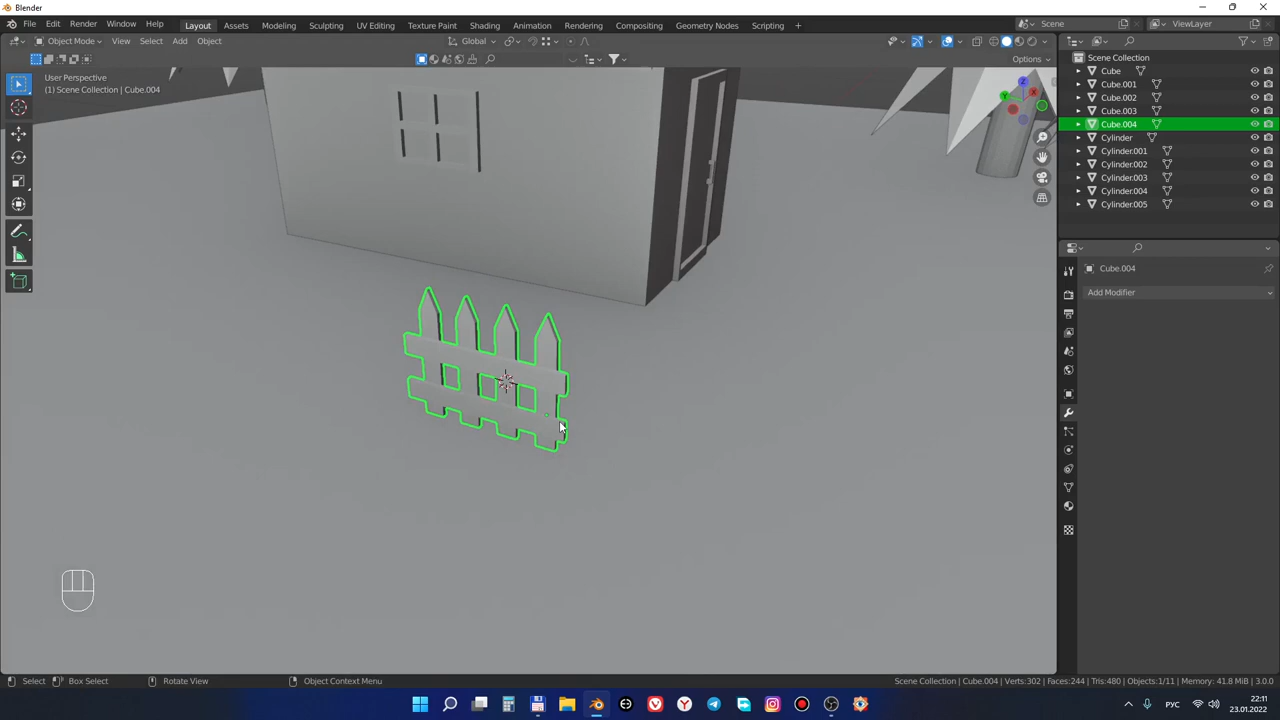 Blender
File Edit Render Window Help Layout Assets Modeling Sculpting UV Editing Texture Paint Shading Animation Rendering Compositing Geometry Nodes Scripting + Scene ViewLayer
Object Mode View Select Add Object Global
Options
User Perspective
(1) Scene Collection | Cube.004
Z
Y
X
Scene Collection
Cube
Cube.001
Cube.002
Cube.003
Cube.004
Cylinder
Cylinder.001
Cylinder.002
Cylinder.003
Cylinder.004
Cylinder.005
Cube.004
Add Modifier
Select Box Select Rotate View Object Context Menu Scene Collection | Cube.004 | Verts:302 | Faces:244 | Tris:480 | Objects:1/11 | Memory: 41.8 MiB | 3.0.0
РУС 22:11
23.01.2022